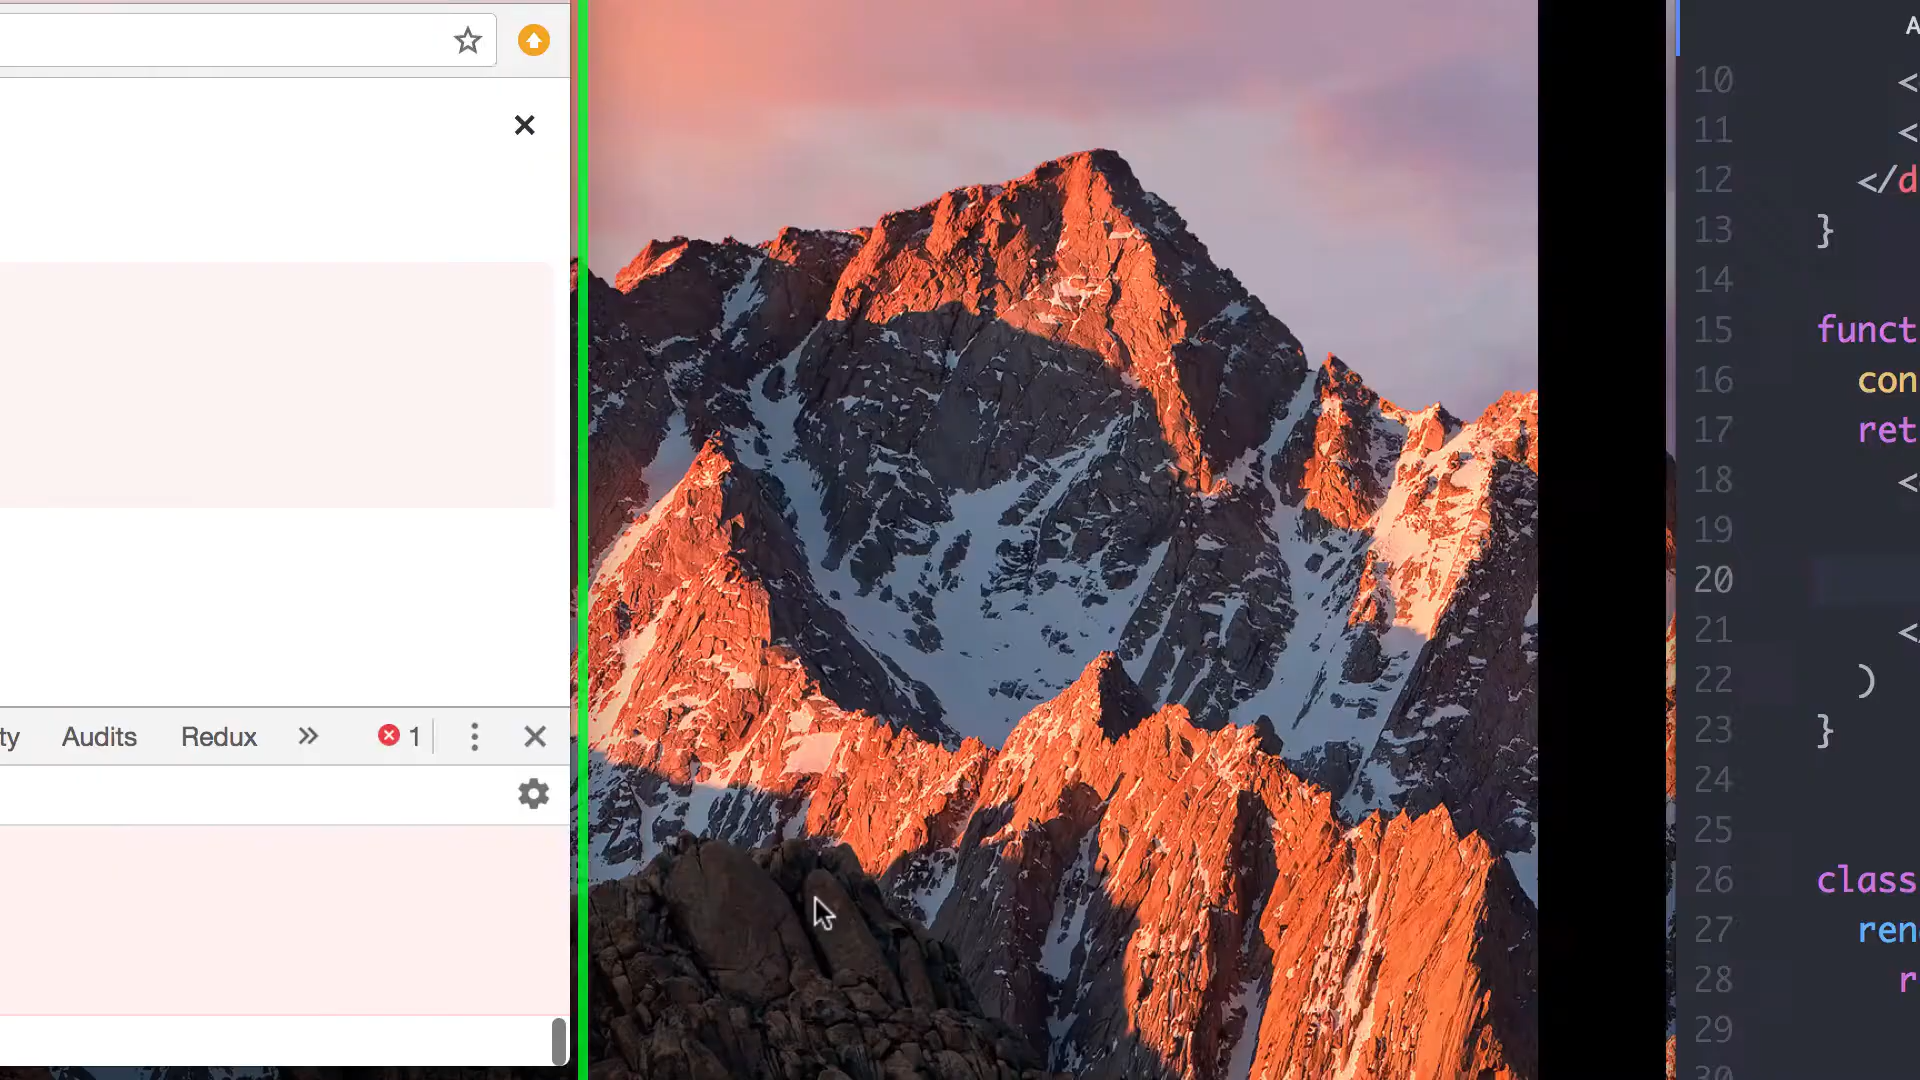 ty Audits Redux » 1
A
10 <
11 <
12 </d
13 }
14
15 funct
16 con
17 ret
18 <
19
20
21 <
22 )
23 }
24
25
26 class
27 ren
28 r
29
30